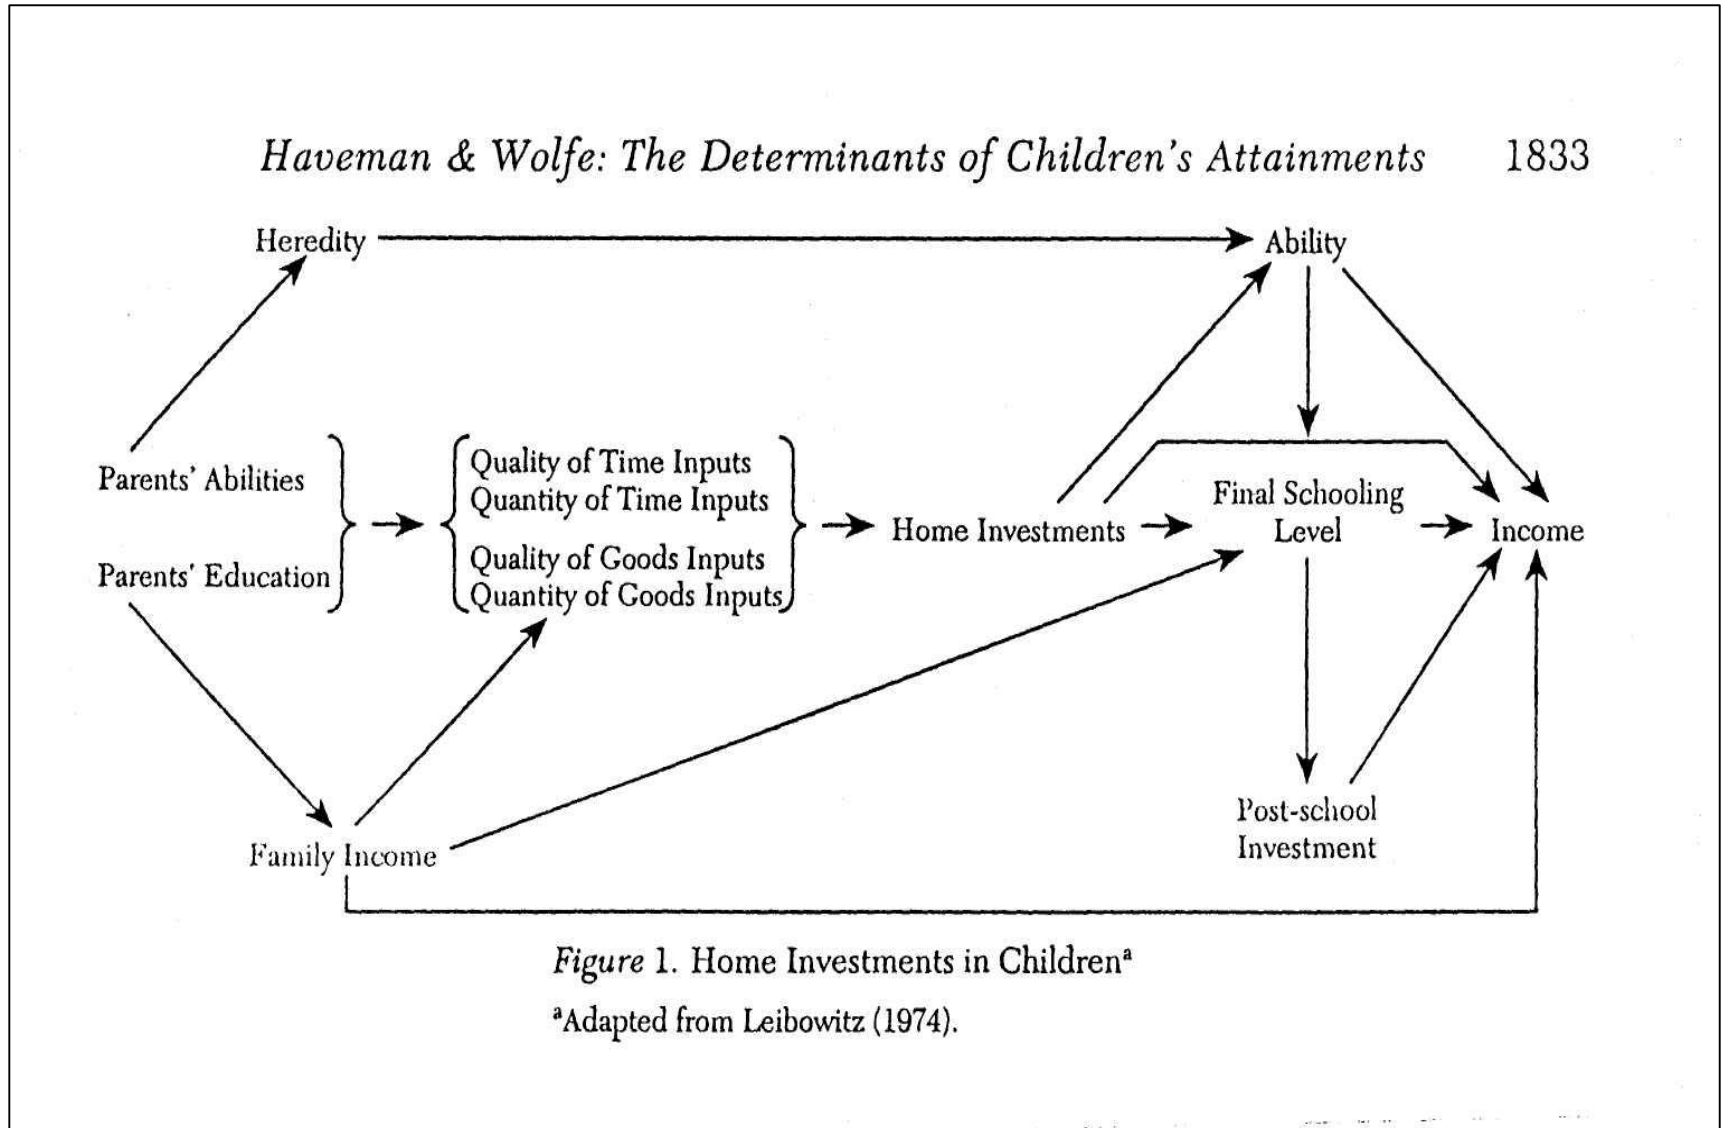 Haveman & Wolfe: The Determinants of Children's Attainments 1833
Heredity
Ability
Parents' Abilities
Parents' Education
Quality of Time Inputs
Quantity of Time Inputs
Quality of Goods Inputs
Quantity of Goods Inputs
Home Investments
Final Schooling
Level
Income
Post-school
Investment
Family Income
Figure 1. Home Investments in Childrenᵃ
ᵃAdapted from Leibowitz (1974).